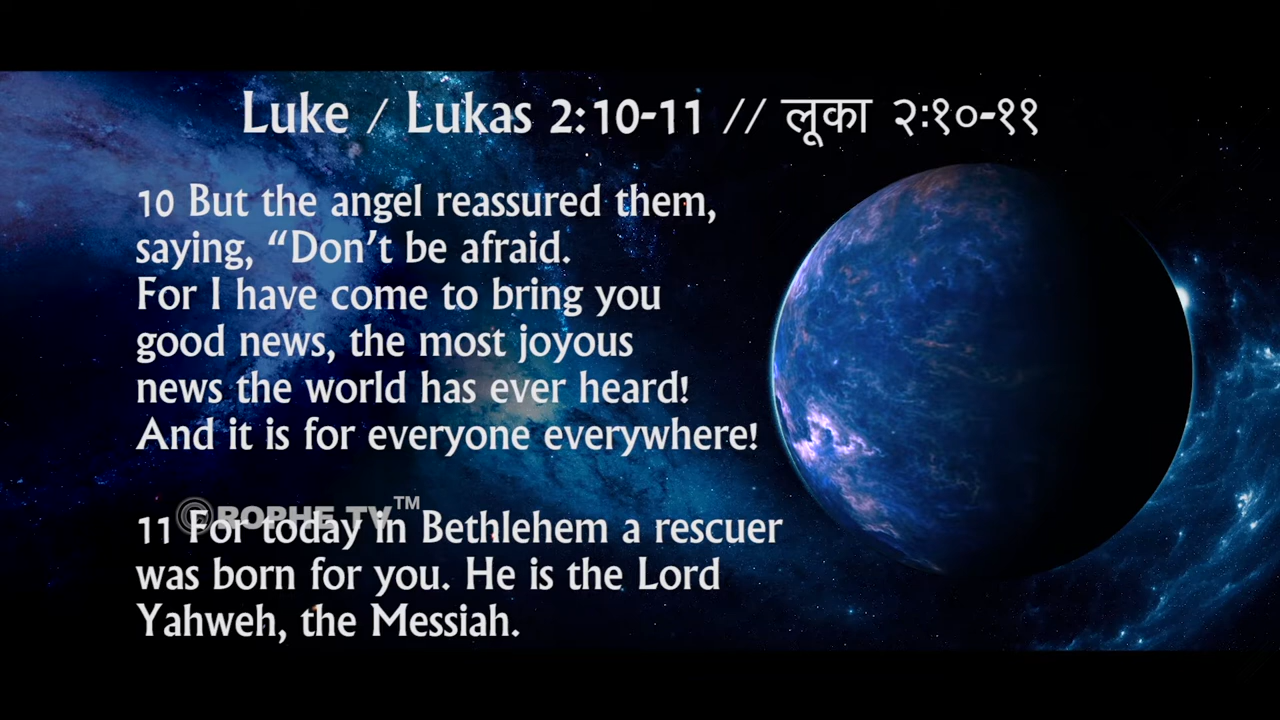 Luke / Lukas 2:10-11 // लूका २:१०-११
10 But the angel reassured them,
saying, “Don’t be afraid.
For I have come to bring you
good news, the most joyous
news the world has ever heard!
And it is for everyone everywhere!
©ROPHE TV™
11 For today in Bethlehem a rescuer
was born for you. He is the Lord
Yahweh, the Messiah.